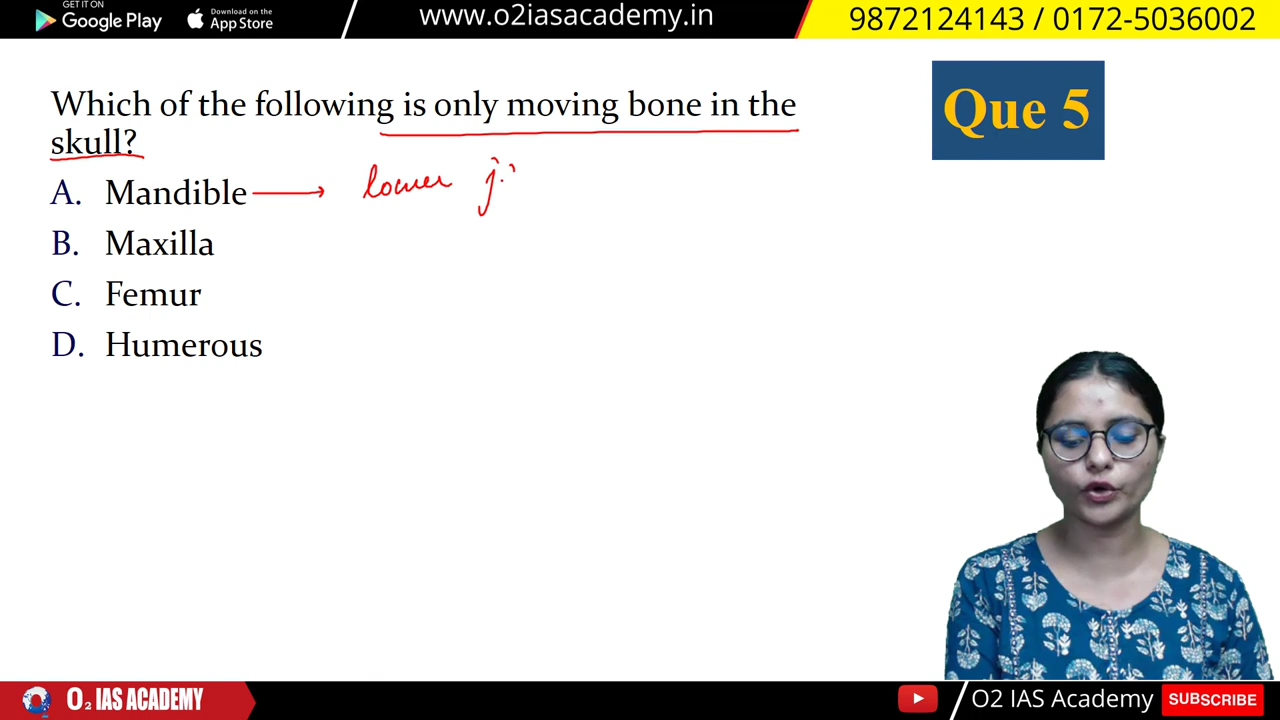 GET IT ON
Google Play
Download on the
App Store
www.o2iasacademy.in
9872124143 / 0172-5036002
Which of the following is only moving bone in the
skull?
Que 5
A. Mandible
lower
B. Maxilla
C. Femur
D. Humerous
O2 IAS ACADEMY
O2 IAS Academy
SUBSCRIBE